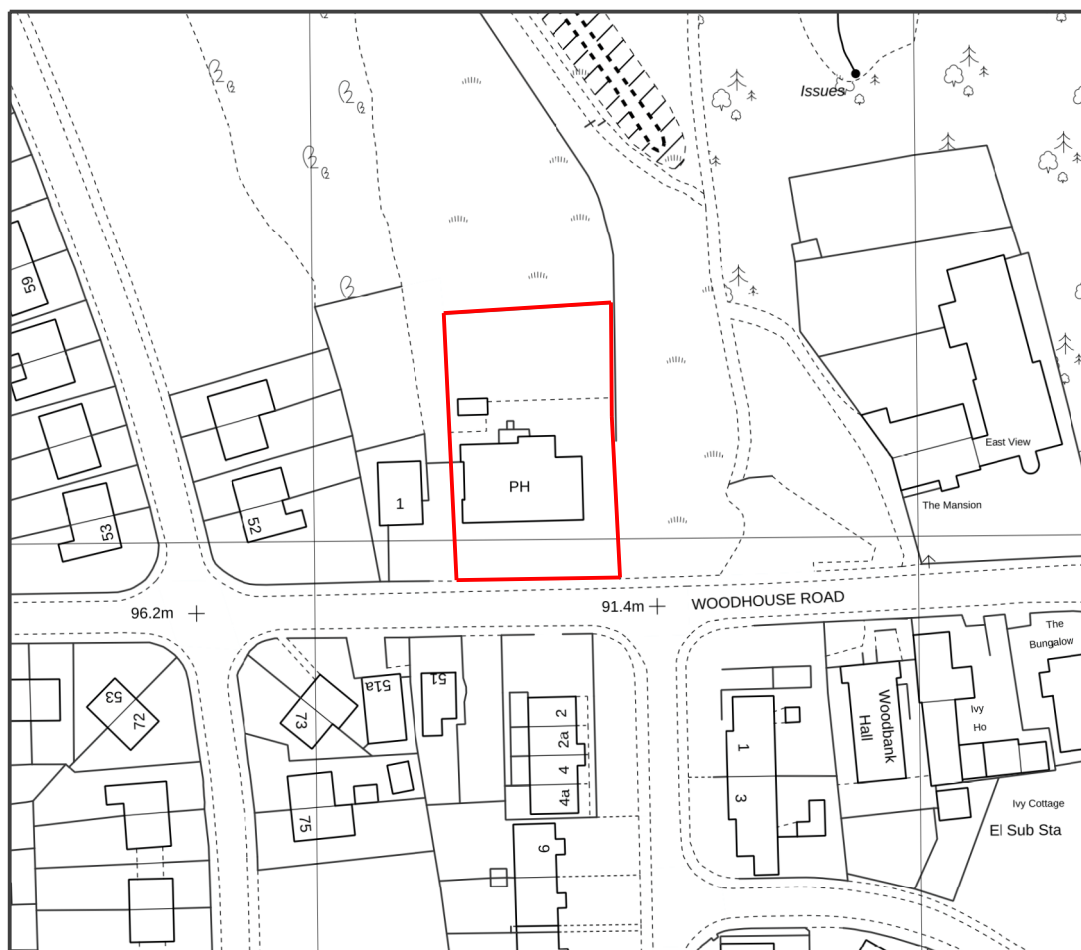 Issues
59
East View
PH
1
The Mansion
52
53
96.2m
91.4m
WOODHOUSE ROAD
The
Bungalow
51a
51
53
72
73
2
2a
4
4a
1
3
Woodbank
Hall
Ivy
Ho
75
6
Ivy Cottage
El Sub Sta